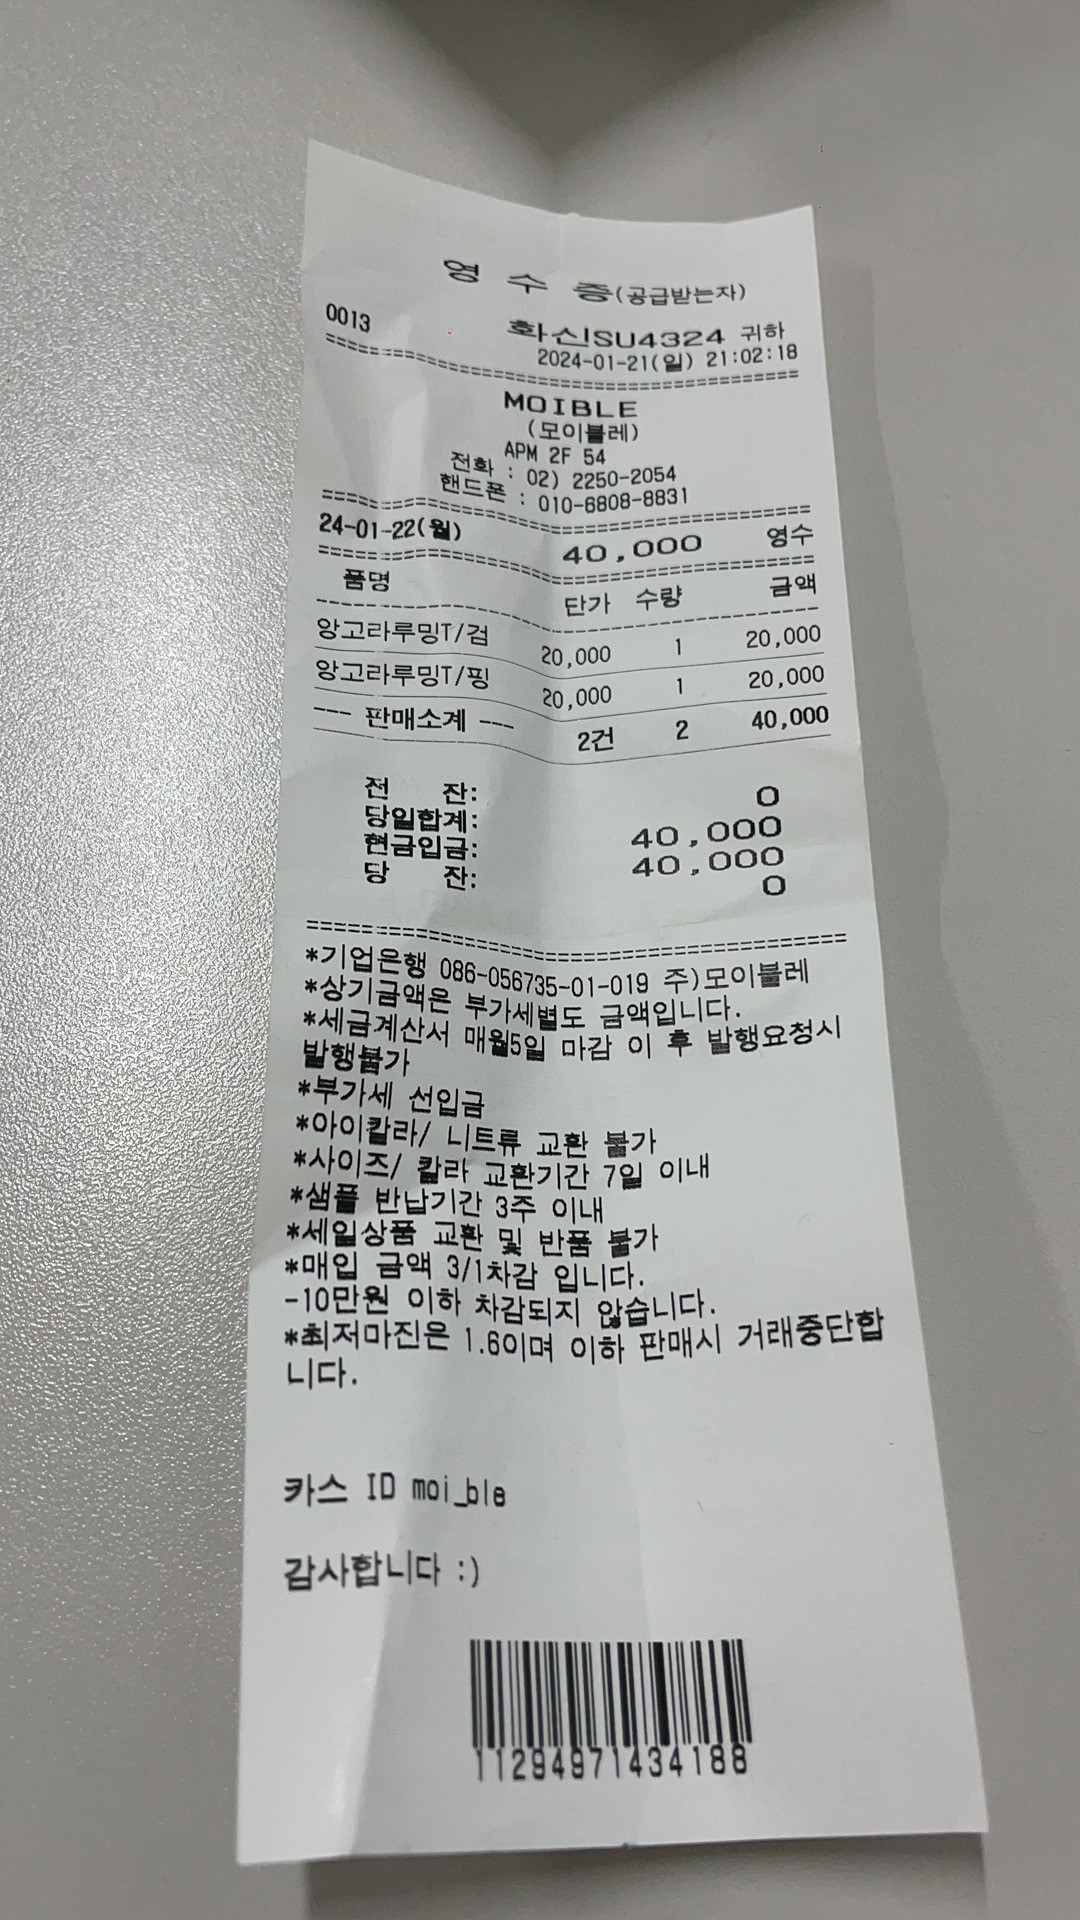 영 수 증(공급받는자)
0013
화신!SU4324 귀하
2024-01-21(일) 21:02:18
================================================
MOIBLE
(모이블레)
APM 2F 54
전화 : 02) 2250-2054
핸드폰 : 010-6808-8831
================================================
24-01-22(월) 40,000 영수
================================================
품명 단가 수량 금액
------------------------------------------------
앙고라루밍T/검 20,000 1 20,000
앙고라루밍T/핑 20,000 1 20,000
--- 판매소계 --- 2건 2 40,000
전 잔: 0
당일합계: 40,000
현금입금: 40,000
당 잔: 0
================================================
*기업은행 086-056735-01-019 주)모이블레
*상기금액은 부가세별도 금액입니다.
*세금계산서 매월5일 마감 이 후 발행요청시
발행불가
*부가세 선입금
*아이칼라/ 니트류 교환 불가
*사이즈/ 칼라 교환기간 7일 이내
*샘플 반납기간 3주 이내
*세일상품 교환 및 반품 불가
*매입 금액 3/1차감 입니다.
-10만원 이하 차감되지 않습니다.
*최저마진은 1.6이며 이하 판매시 거래중단합
니다.
카스 ID moi_ble
감사합니다 :)
11294971434188